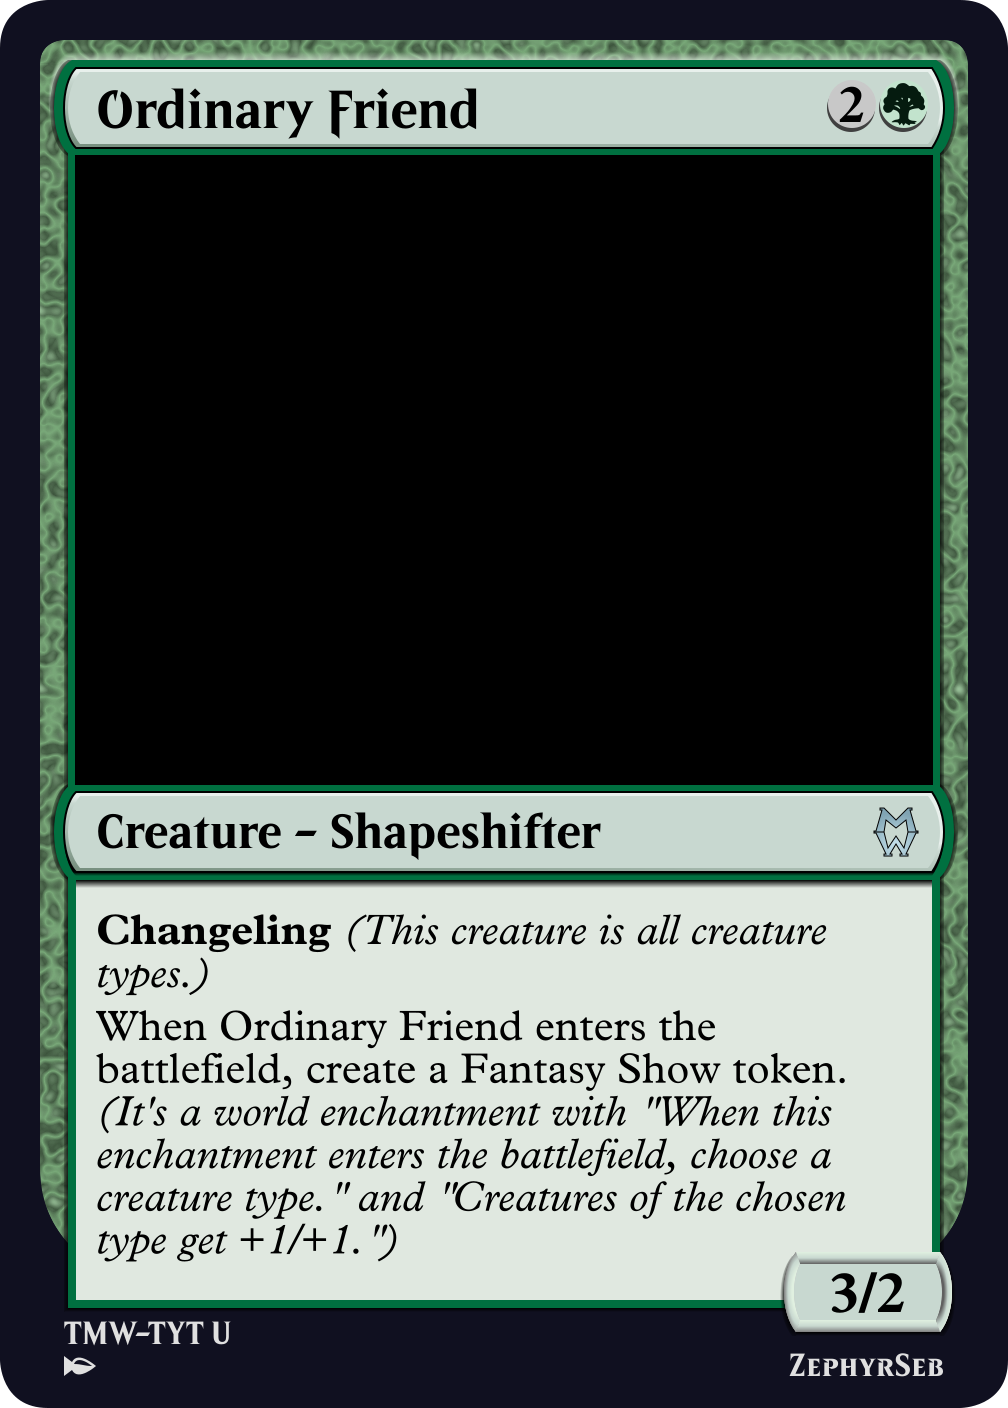 Ordinary Friend 2
Creature – Shapeshifter
Changeling (This creature is all creature
types.)
When Ordinary Friend enters the
battlefield, create a Fantasy Show token.
(It's a world enchantment with "When this
enchantment enters the battlefield, choose a
creature type." and "Creatures of the chosen
type get +1/+1.")
3/2
TMW–TYT U
ZephyrSeb